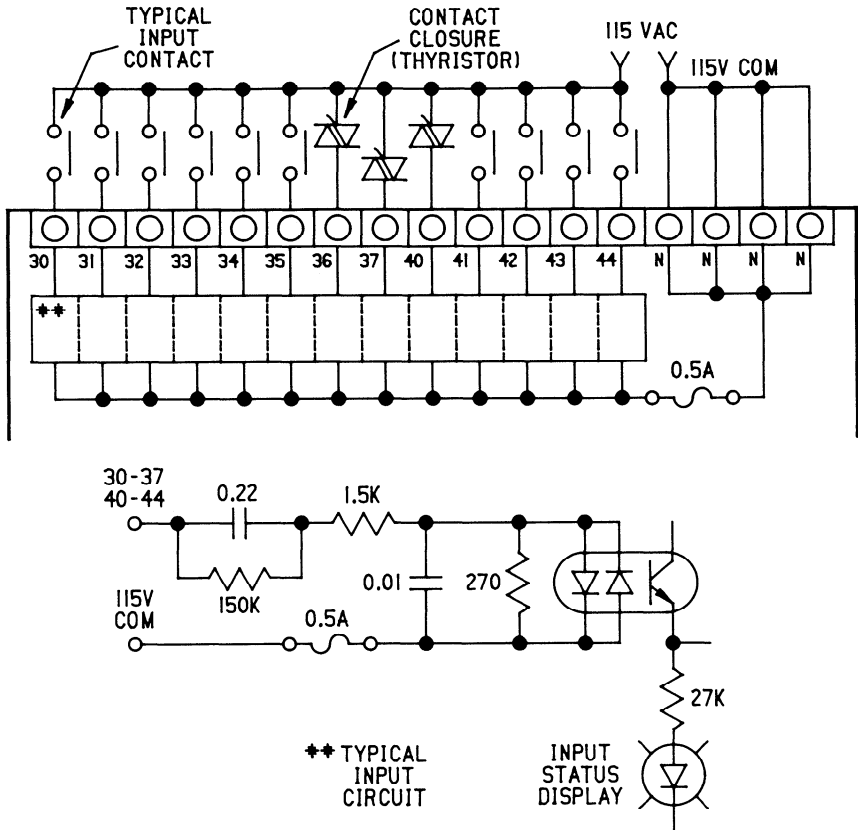 TYPICAL
INPUT
CONTACT
CONTACT
CLOSURE
(THYRISTOR)
115 VAC
115V COM
30 31 32 33 34 35 36 37 40 41 42 43 44 N N N N
**
0.5A
30-37
40-44
0.22
1.5K
150K
0.01
270
115V
COM
0.5A
27K
** TYPICAL
INPUT
CIRCUIT
INPUT
STATUS
DISPLAY